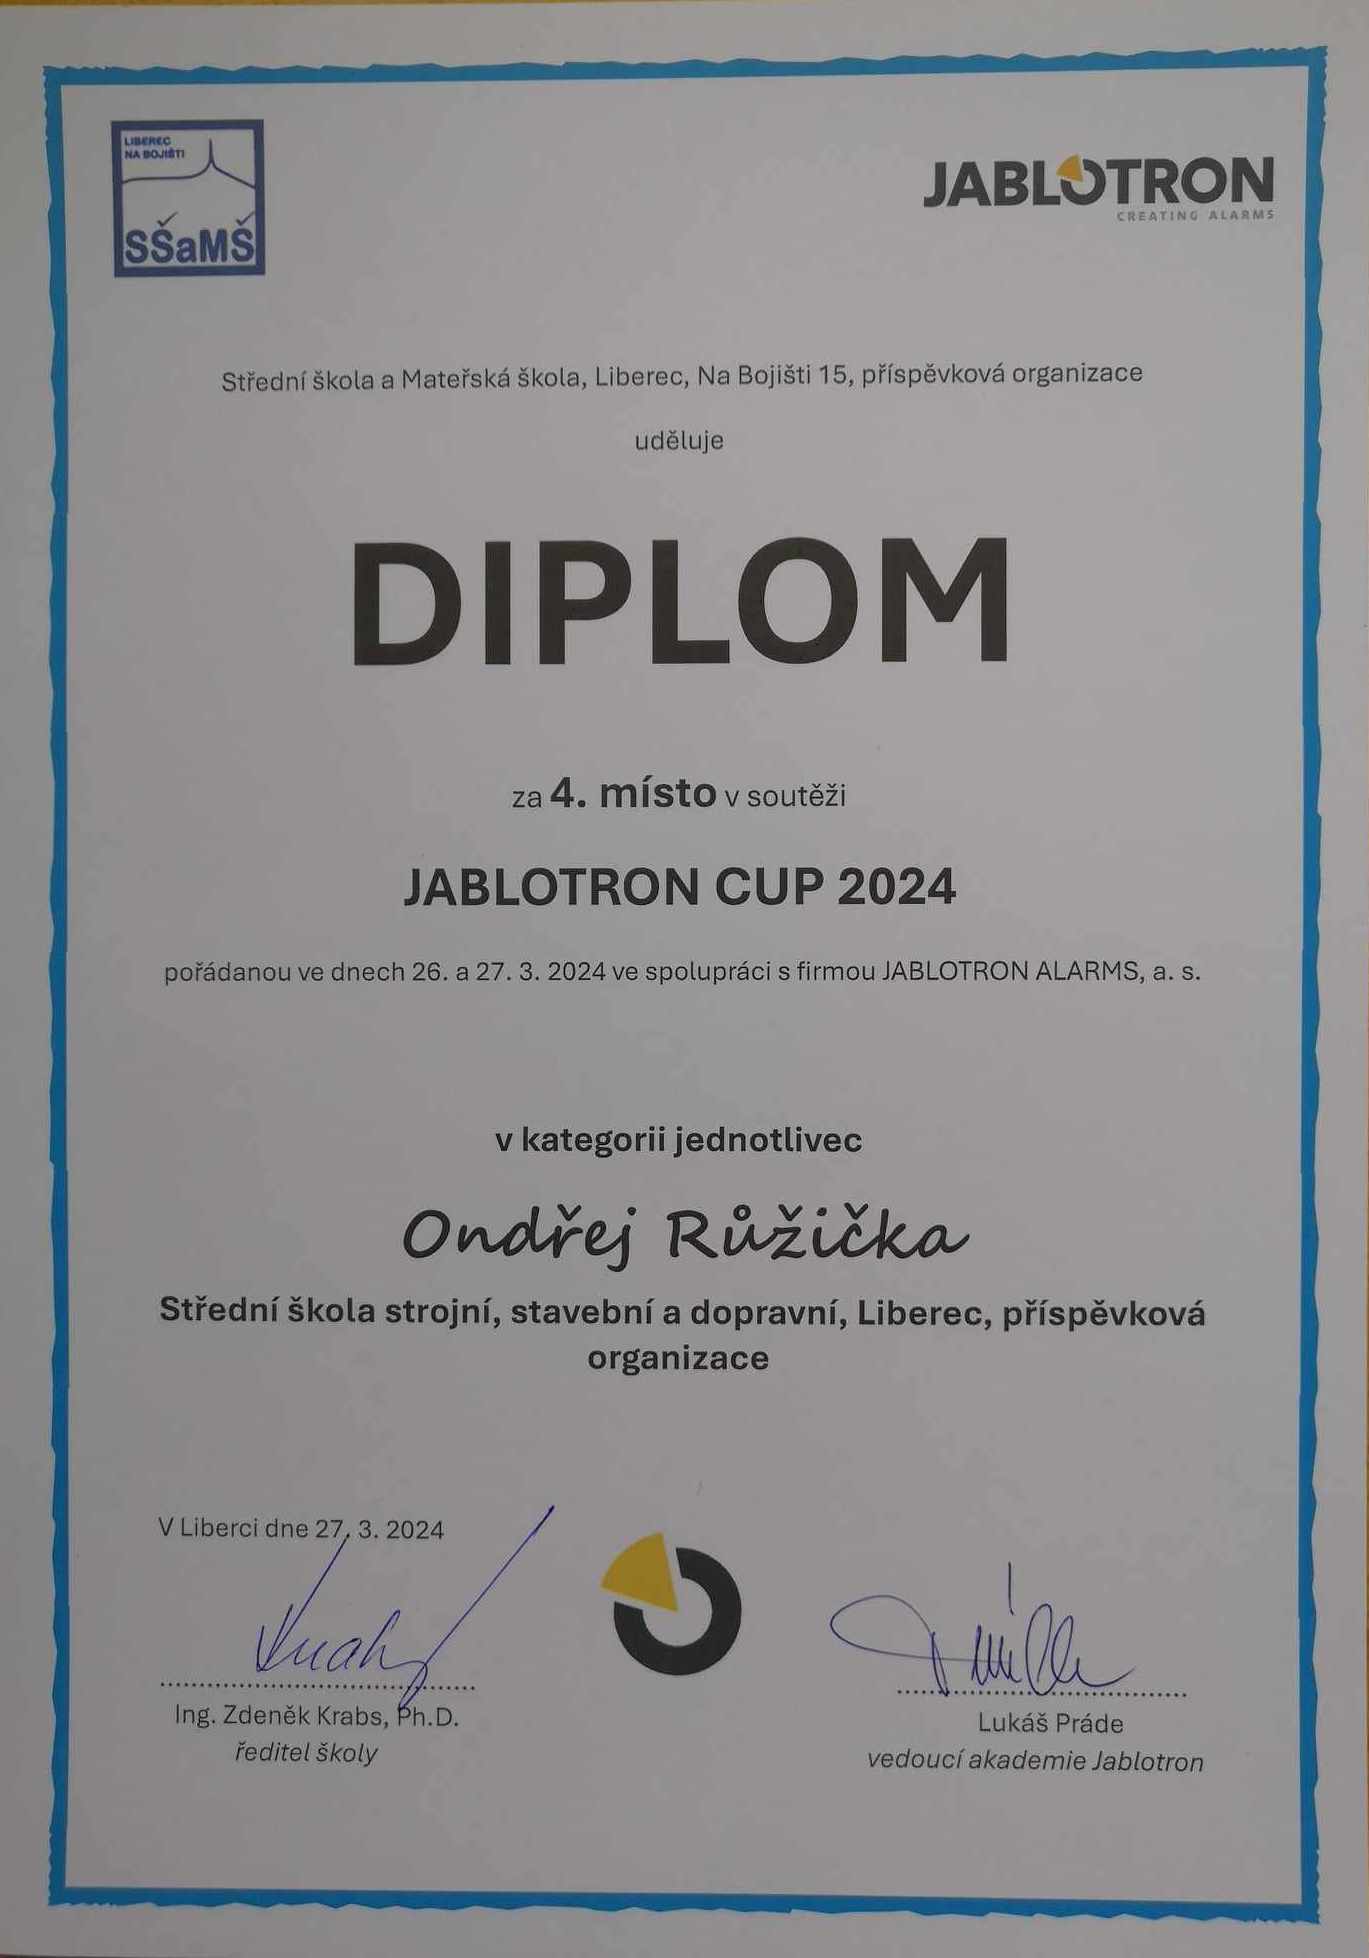 LIBEREC
NA BOJIŠTI
SŠaMŠ
JABLOTRON
CREATING ALARMS
Střední škola a Mateřská škola, Liberec, Na Bojišti 15, příspěvková organizace
uděluje
DIPLOM
za 4. místo v soutěži
JABLOTRON CUP 2024
pořádanou ve dnech 26. a 27. 3. 2024 ve spolupráci s firmou JABLOTRON ALARMS, a. s.
v kategorii jednotlivec
Ondřej Růžička
Střední škola strojní, stavební a dopravní, Liberec, příspěvková
organizace
V Liberci dne 27. 3. 2024
Ing. Zdeněk Krabs, Ph.D.
ředitel školy
Lukáš Práde
vedoucí akademie Jablotron